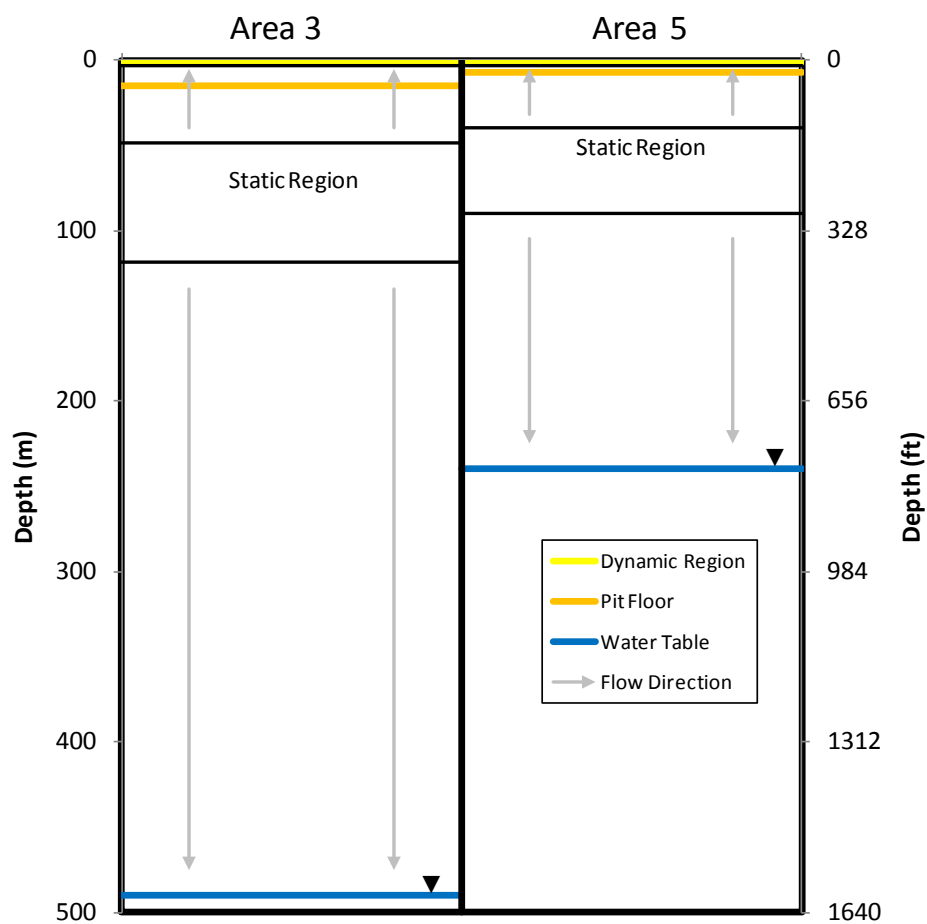 Area 3
Area 5
0
100
200
300
400
500
Depth (m)
Static Region
Static Region
Dynamic Region
Pit Floor
Water Table
Flow Direction
0
328
656
984
1312
1640
Depth (ft)